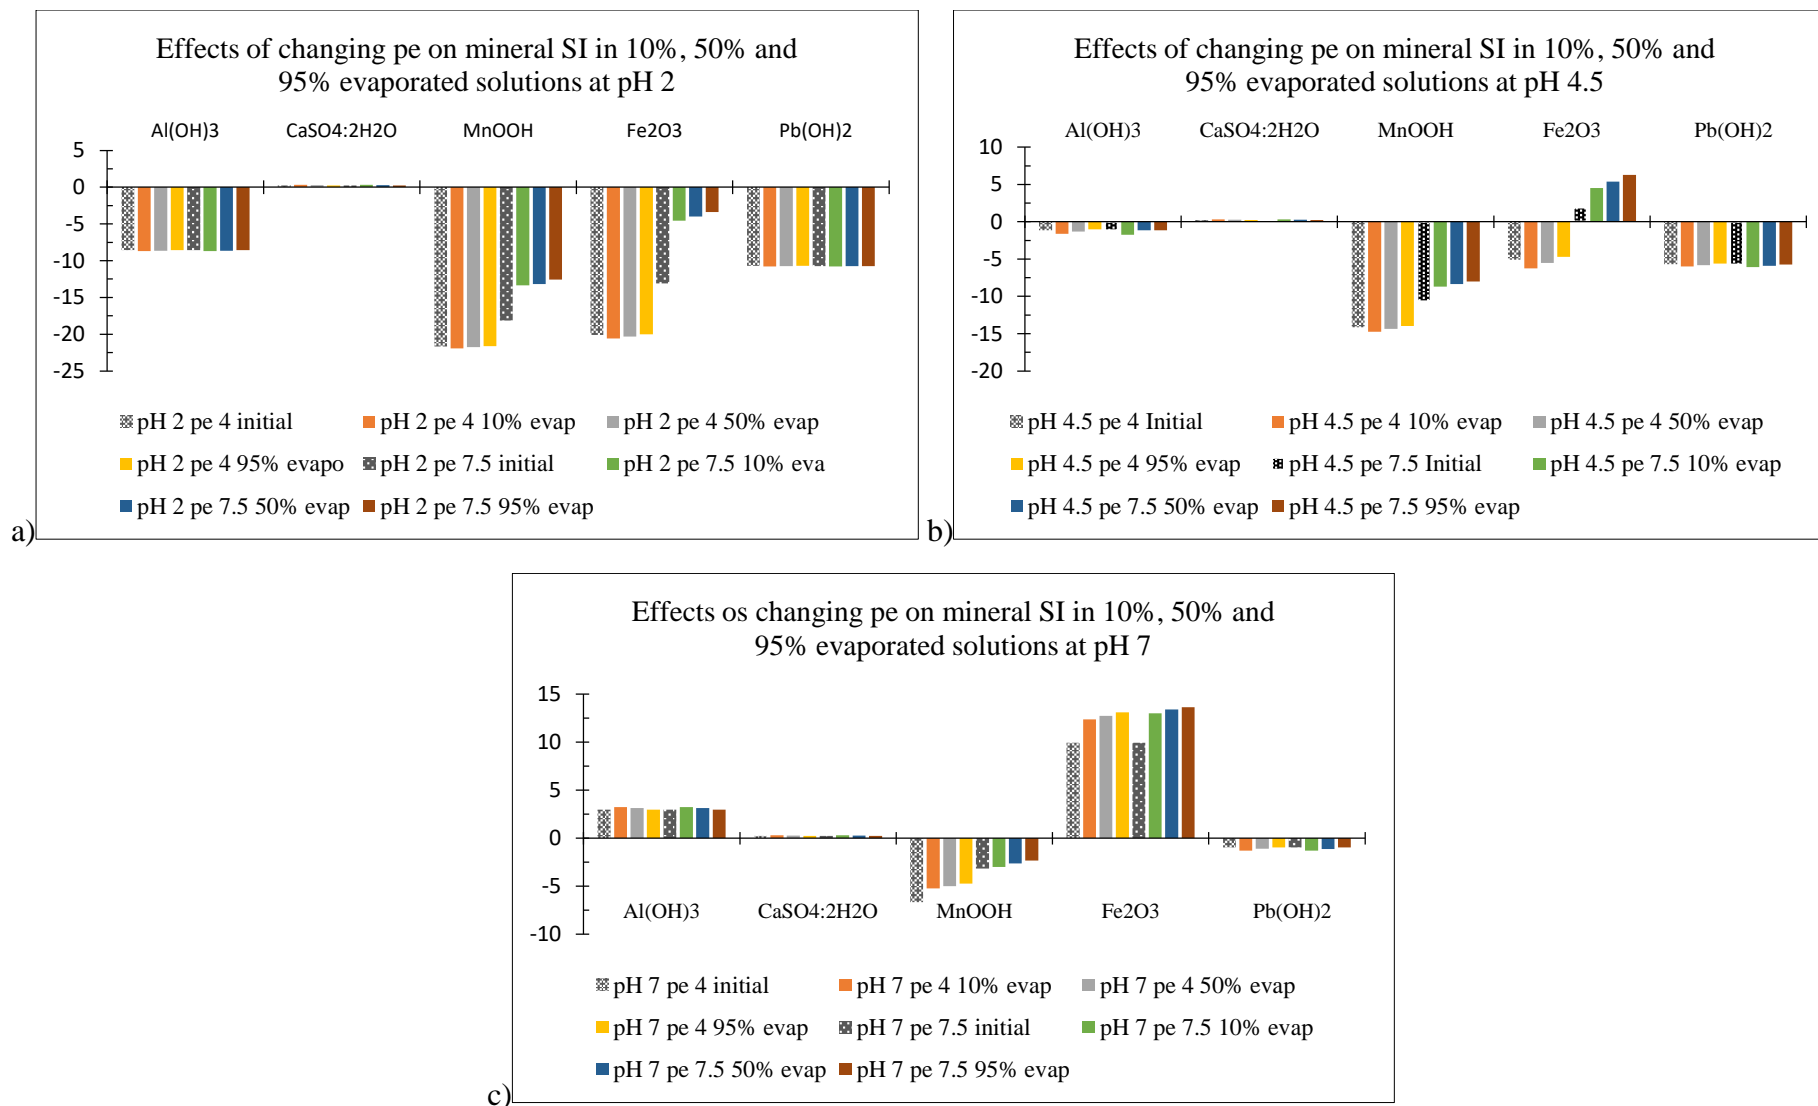 Effects of changing pe on mineral SI in 10%, 50% and
95% evaporated solutions at pH 2
Al(OH)3 CaSO4:2H2O MnOOH Fe2O3 Pb(OH)2
5
0
-5
-10
-15
-20
-25
pH 2 pe 4 initial pH 2 pe 4 10% evap pH 2 pe 4 50% evap
pH 2 pe 4 95% evapo pH 2 pe 7.5 initial pH 2 pe 7.5 10% eva
pH 2 pe 7.5 50% evap pH 2 pe 7.5 95% evap
a)
Effects of changing pe on mineral SI in 10%, 50% and
95% evaporated solutions at pH 4.5
Al(OH)3 CaSO4:2H2O MnOOH Fe2O3 Pb(OH)2
10
5
0
-5
-10
-15
-20
pH 4.5 pe 4 Initial pH 4.5 pe 4 10% evap pH 4.5 pe 4 50% evap
pH 4.5 pe 4 95% evap pH 4.5 pe 7.5 Initial pH 4.5 pe 7.5 10% evap
pH 4.5 pe 7.5 50% evap pH 4.5 pe 7.5 95% evap
b)
Effects os changing pe on mineral SI in 10%, 50% and
95% evaporated solutions at pH 7
15
10
5
0
-5
-10
Al(OH)3 CaSO4:2H2O MnOOH Fe2O3 Pb(OH)2
pH 7 pe 4 initial pH 7 pe 4 10% evap pH 7 pe 4 50% evap
pH 7 pe 4 95% evap pH 7 pe 7.5 initial pH 7 pe 7.5 10% evap
pH 7 pe 7.5 50% evap pH 7 pe 7.5 95% evap
c)